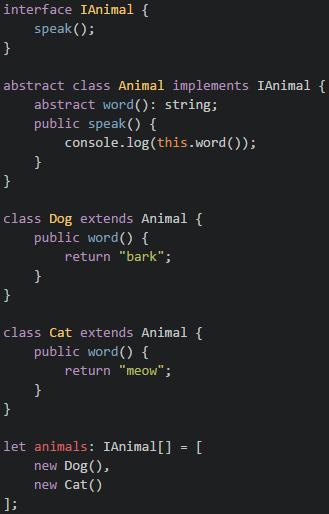 interface IAnimal {
    speak();
}

abstract class Animal implements IAnimal {
    abstract word(): string;
    public speak() {
        console.log(this.word());
    }
}

class Dog extends Animal {
    public word() {
        return "bark";
    }
}

class Cat extends Animal {
    public word() {
        return "meow";
    }
}

let animals: IAnimal[] = [
    new Dog(),
    new Cat()
];